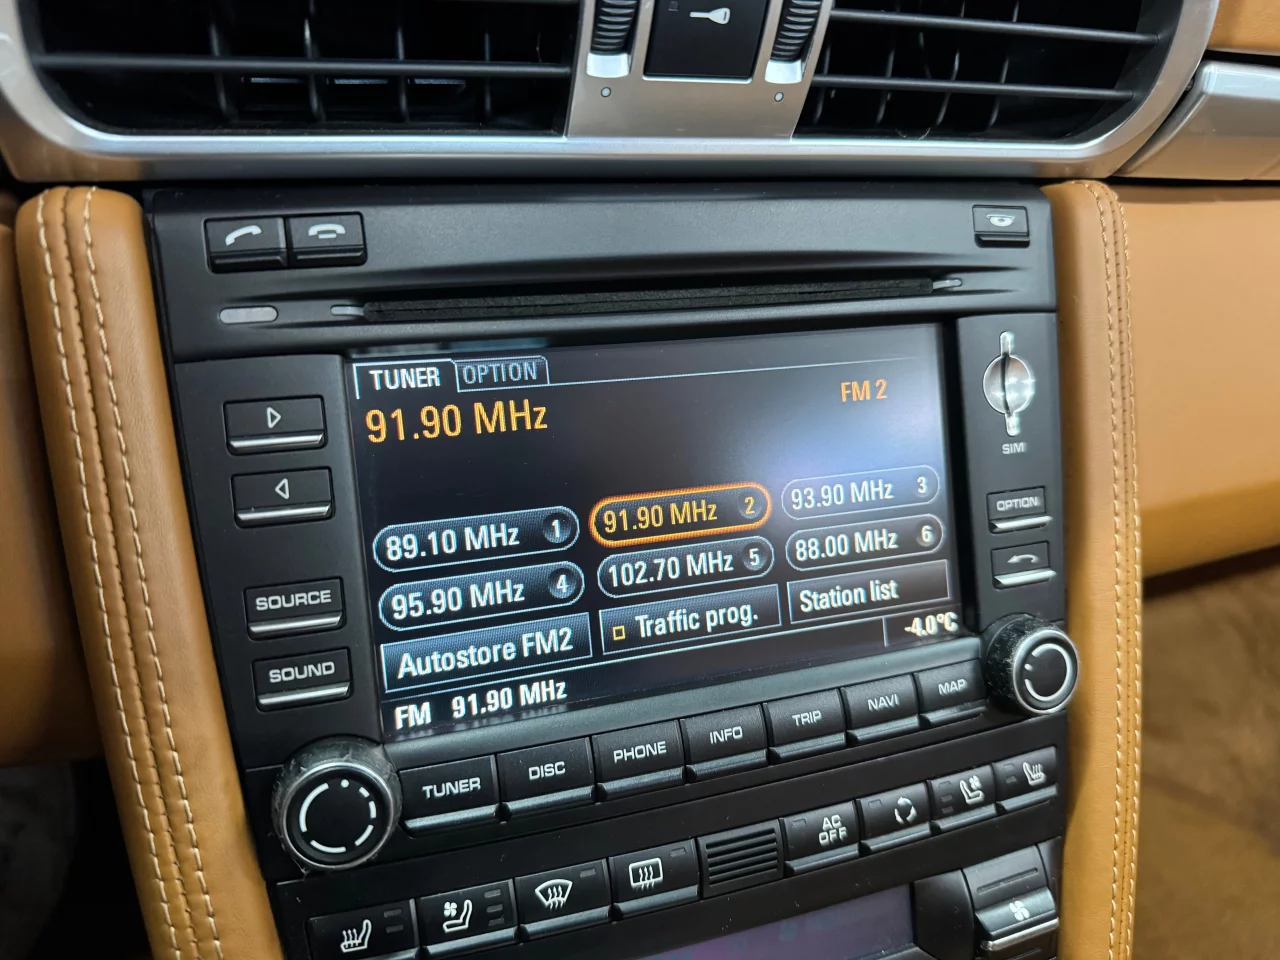 TUNER OPTION
91.90 MHz FM 2
89.10 MHz 1 91.90 MHz 2 93.90 MHz 3
95.90 MHz 4 102.70 MHz 5 88.00 MHz 6
Autostore FM2 Traffic prog. Station list
FM 91.90 MHz -4.0°C
SIM
OPTION
SOURCE
SOUND
TUNER DISC PHONE INFO TRIP NAVI MAP
AC
OFF